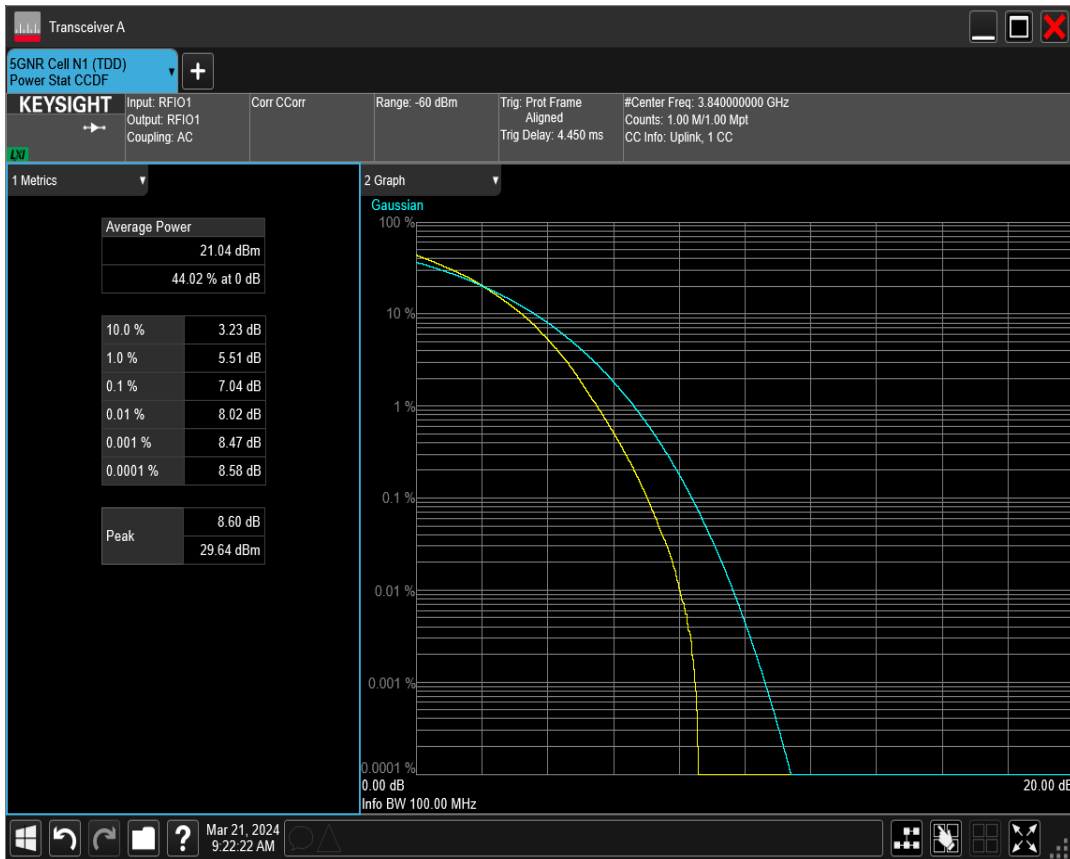 Transceiver A
5GNR Cell N1 (TDD)
Power Stat CCDF
KEYSIGHT
LXI
Input: RFIO1
Output: RFIO1
Coupling: AC
Corr CCorr
Range: -60 dBm
Trig: Prot Frame
Aligned
Trig Delay: 4.450 ms
#Center Freq: 3.840000000 GHz
Counts: 1.00 M/1.00 Mpt
CC Info: Uplink, 1 CC
1 Metrics
Average Power
21.04 dBm
44.02 % at 0 dB
10.0 % 3.23 dB
1.0 % 5.51 dB
0.1 % 7.04 dB
0.01 % 8.02 dB
0.001 % 8.47 dB
0.0001 % 8.58 dB
Peak 8.60 dB
29.64 dBm
2 Graph
Gaussian
100 %
10 %
1 %
0.1 %
0.01 %
0.001 %
0.0001 %
0.00 dB 20.00 dB
Info BW 100.00 MHz
?
Mar 21, 2024
9:22:22 AM